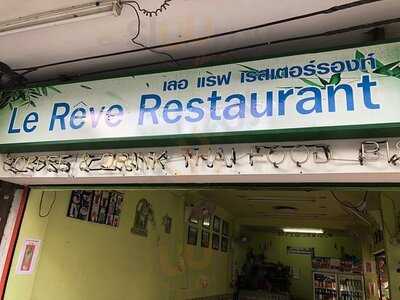 เลอ แรฟ เรสเตอร์รองท์
Le Rêve Restaurant
& DRINK THAI FOOD